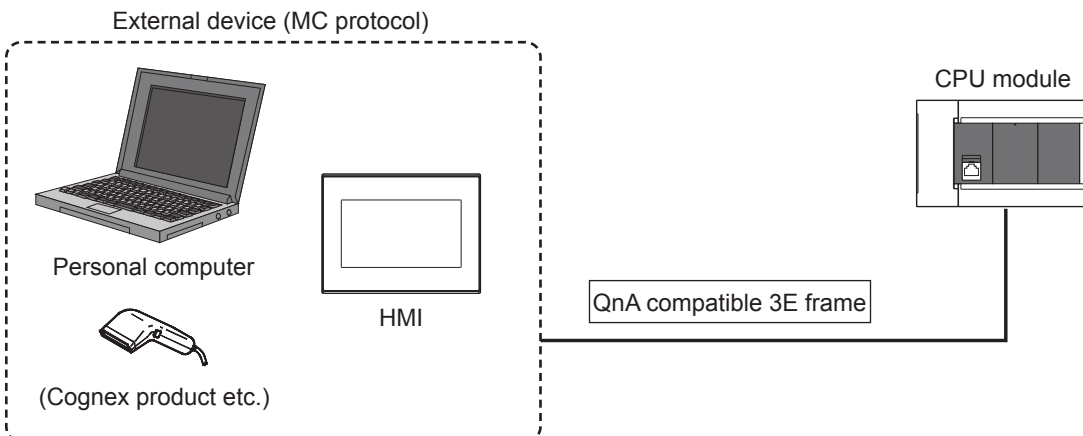 External device (MC protocol)
CPU module
Personal computer
HMI
QnA compatible 3E frame
(Cognex product etc.)